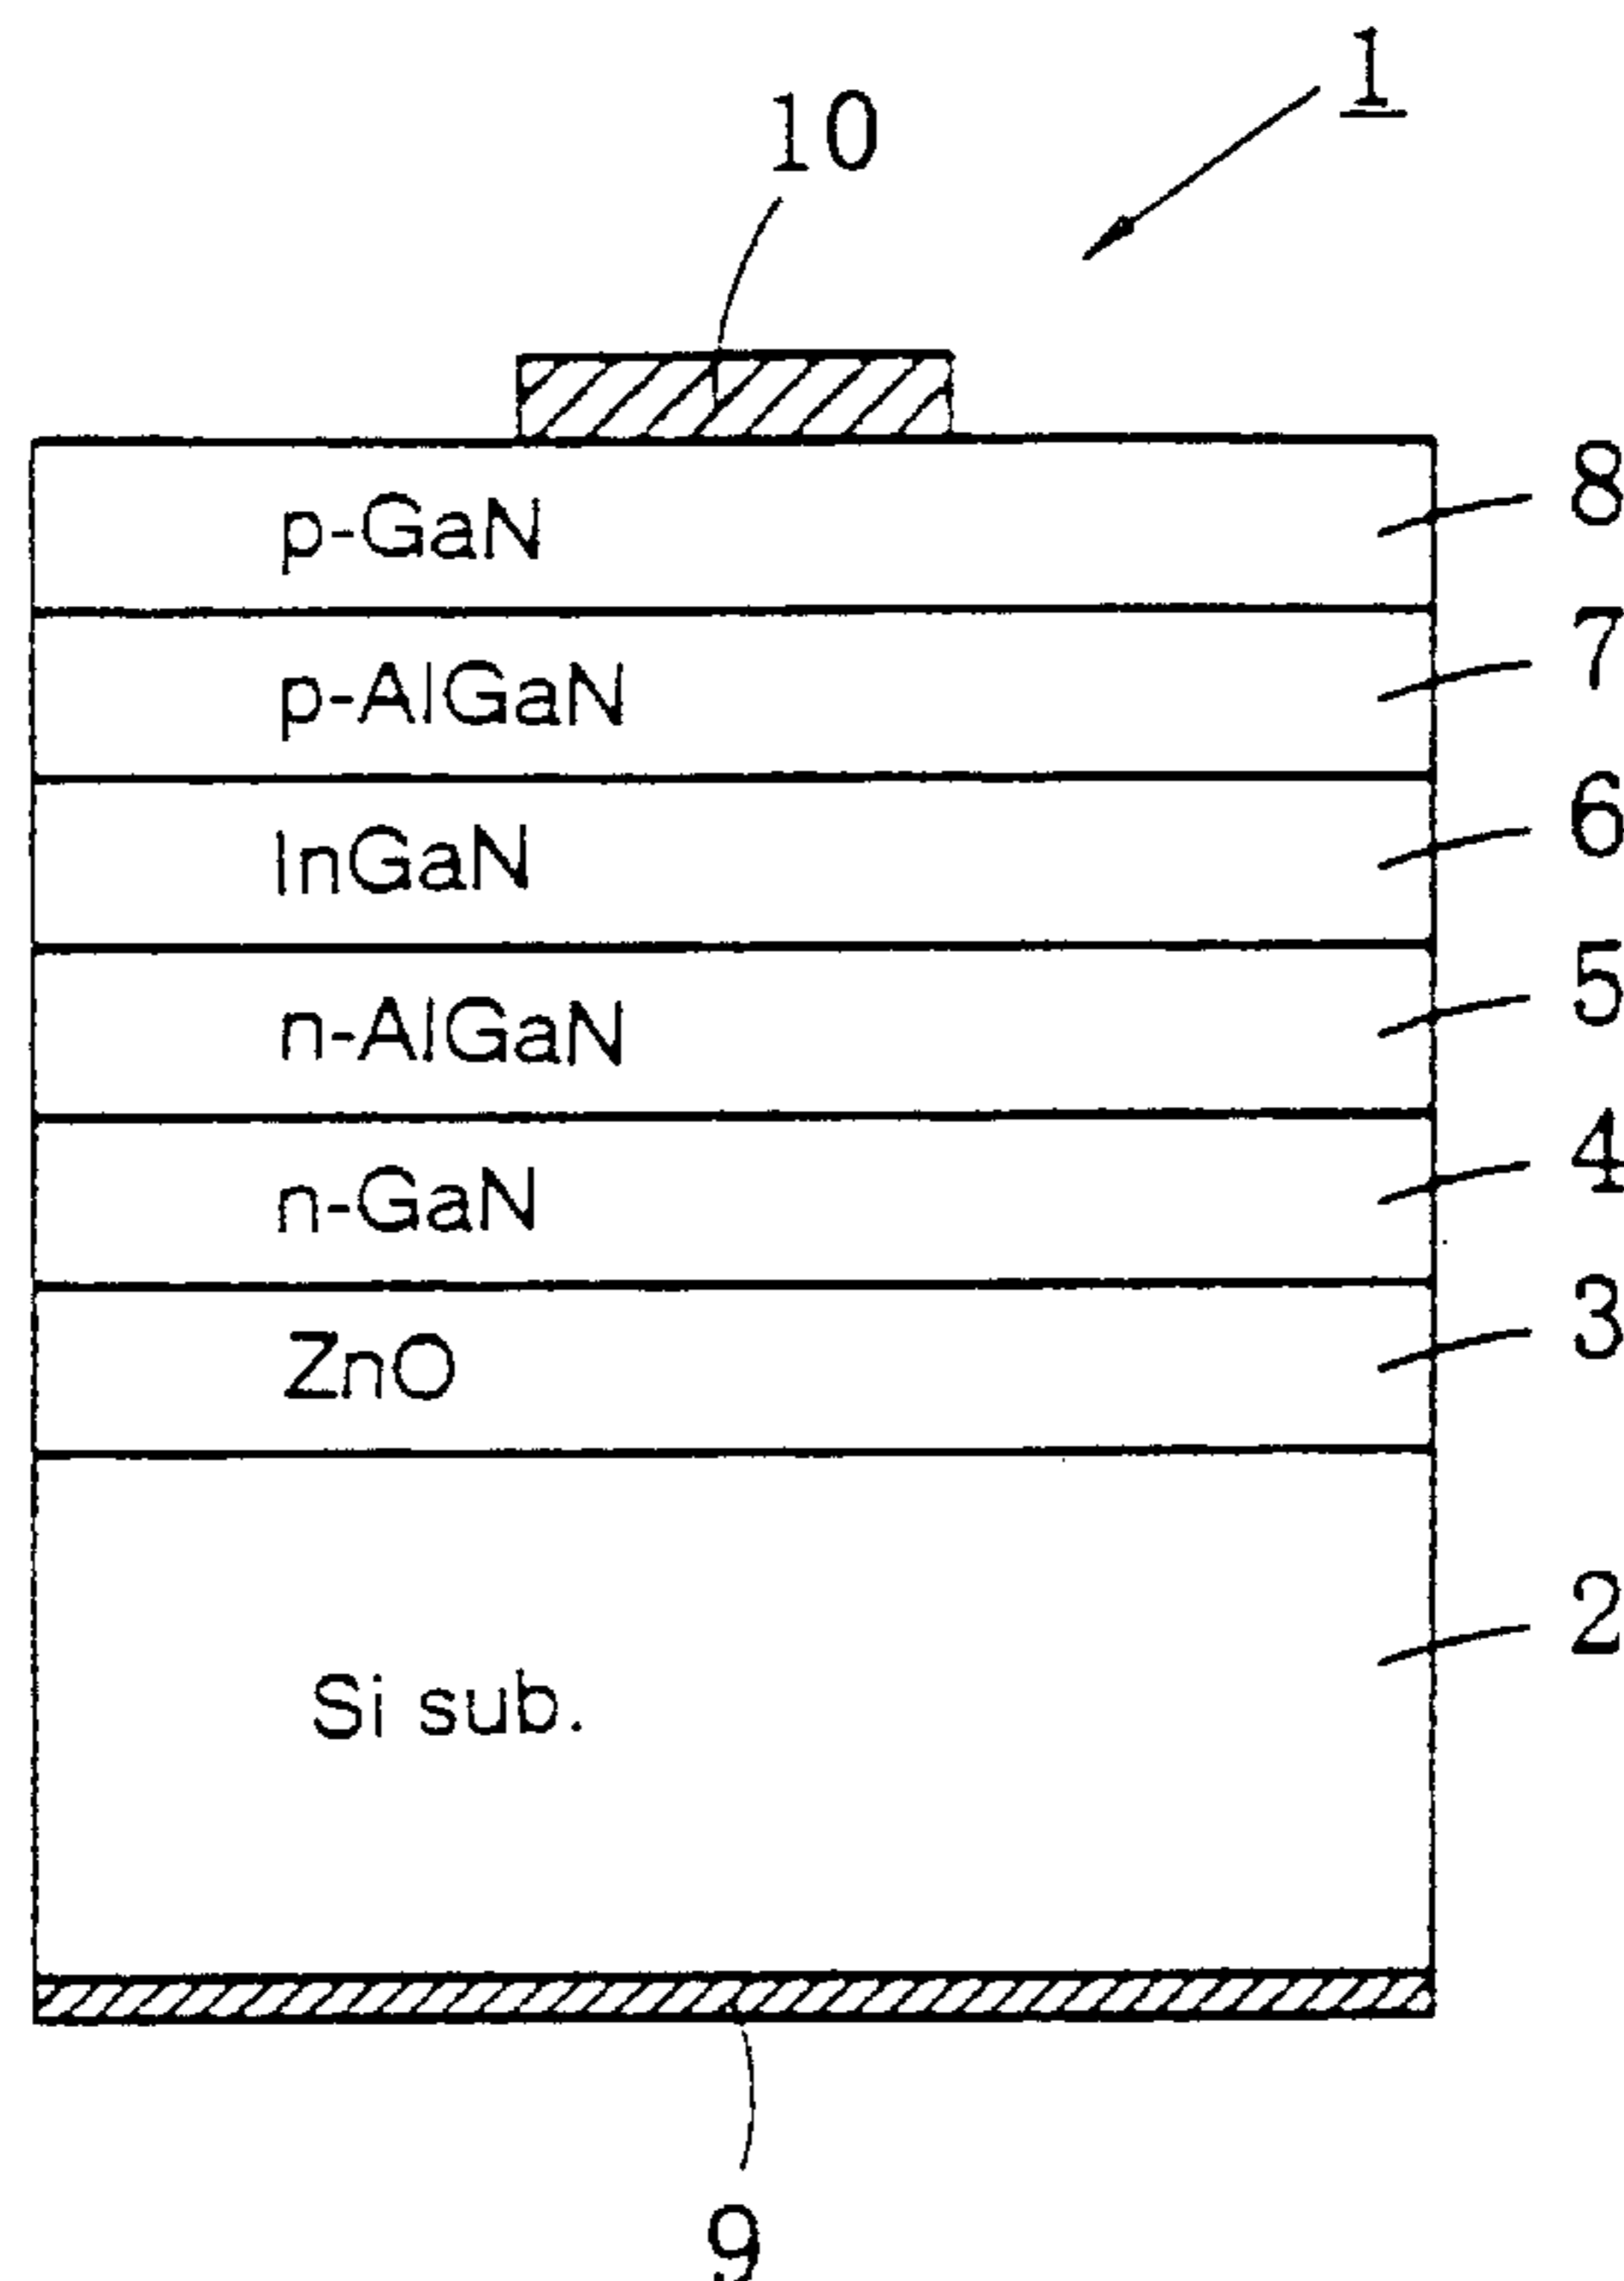 1
10
p-GaN 8
p-AlGaN 7
InGaN 6
n-AlGaN 5
n-GaN 4
ZnO 3
Si sub. 2
9